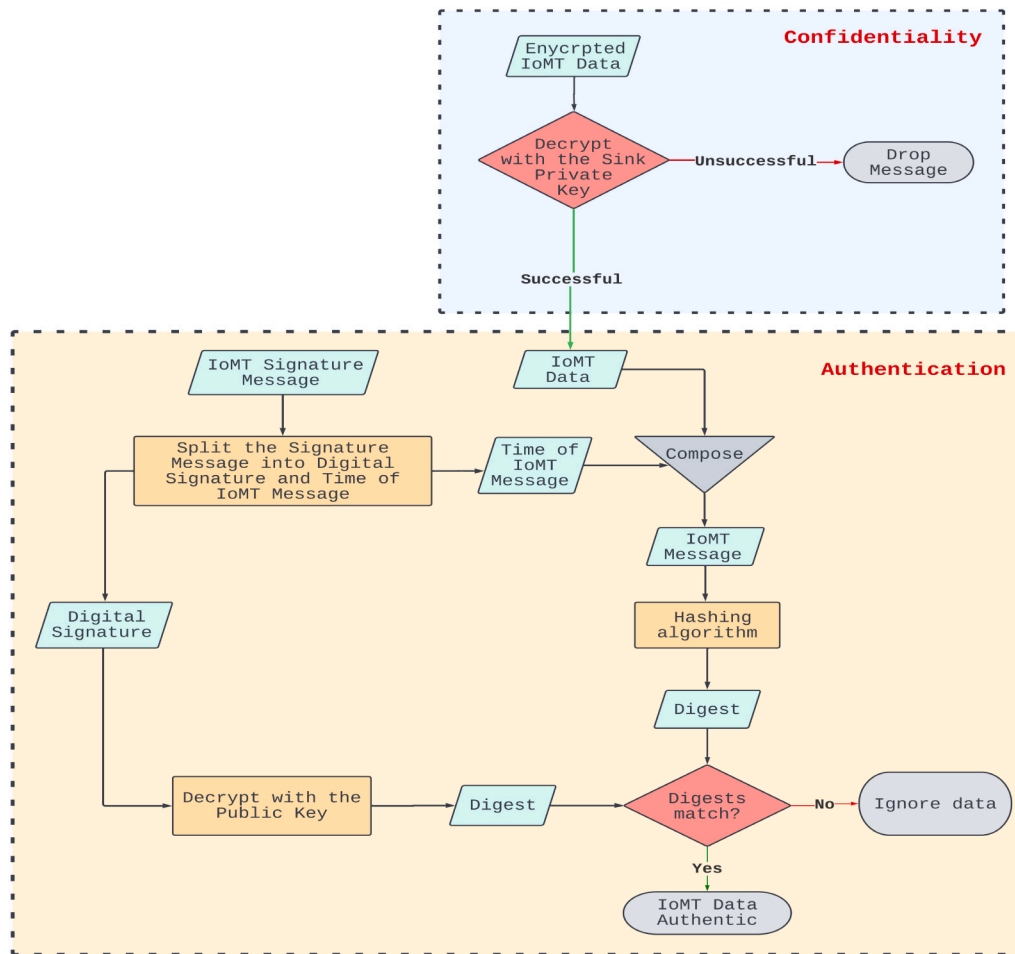 Confidentiality
Enycrpted
IoMT Data
Decrypt
with the Sink
Private
Key
Unsuccessful
Drop
Message
Successful
Authentication
IoMT Signature
Message
IoMT
Data
Split the Signature
Message into Digital
Signature and Time of
IoMT Message
Time of
IoMT
Message
Compose
IoMT
Message
Digital
Signature
Hashing
algorithm
Digest
Decrypt with the
Public Key
Digest
Digests
match?
No
Ignore data
Yes
IoMT Data
Authentic